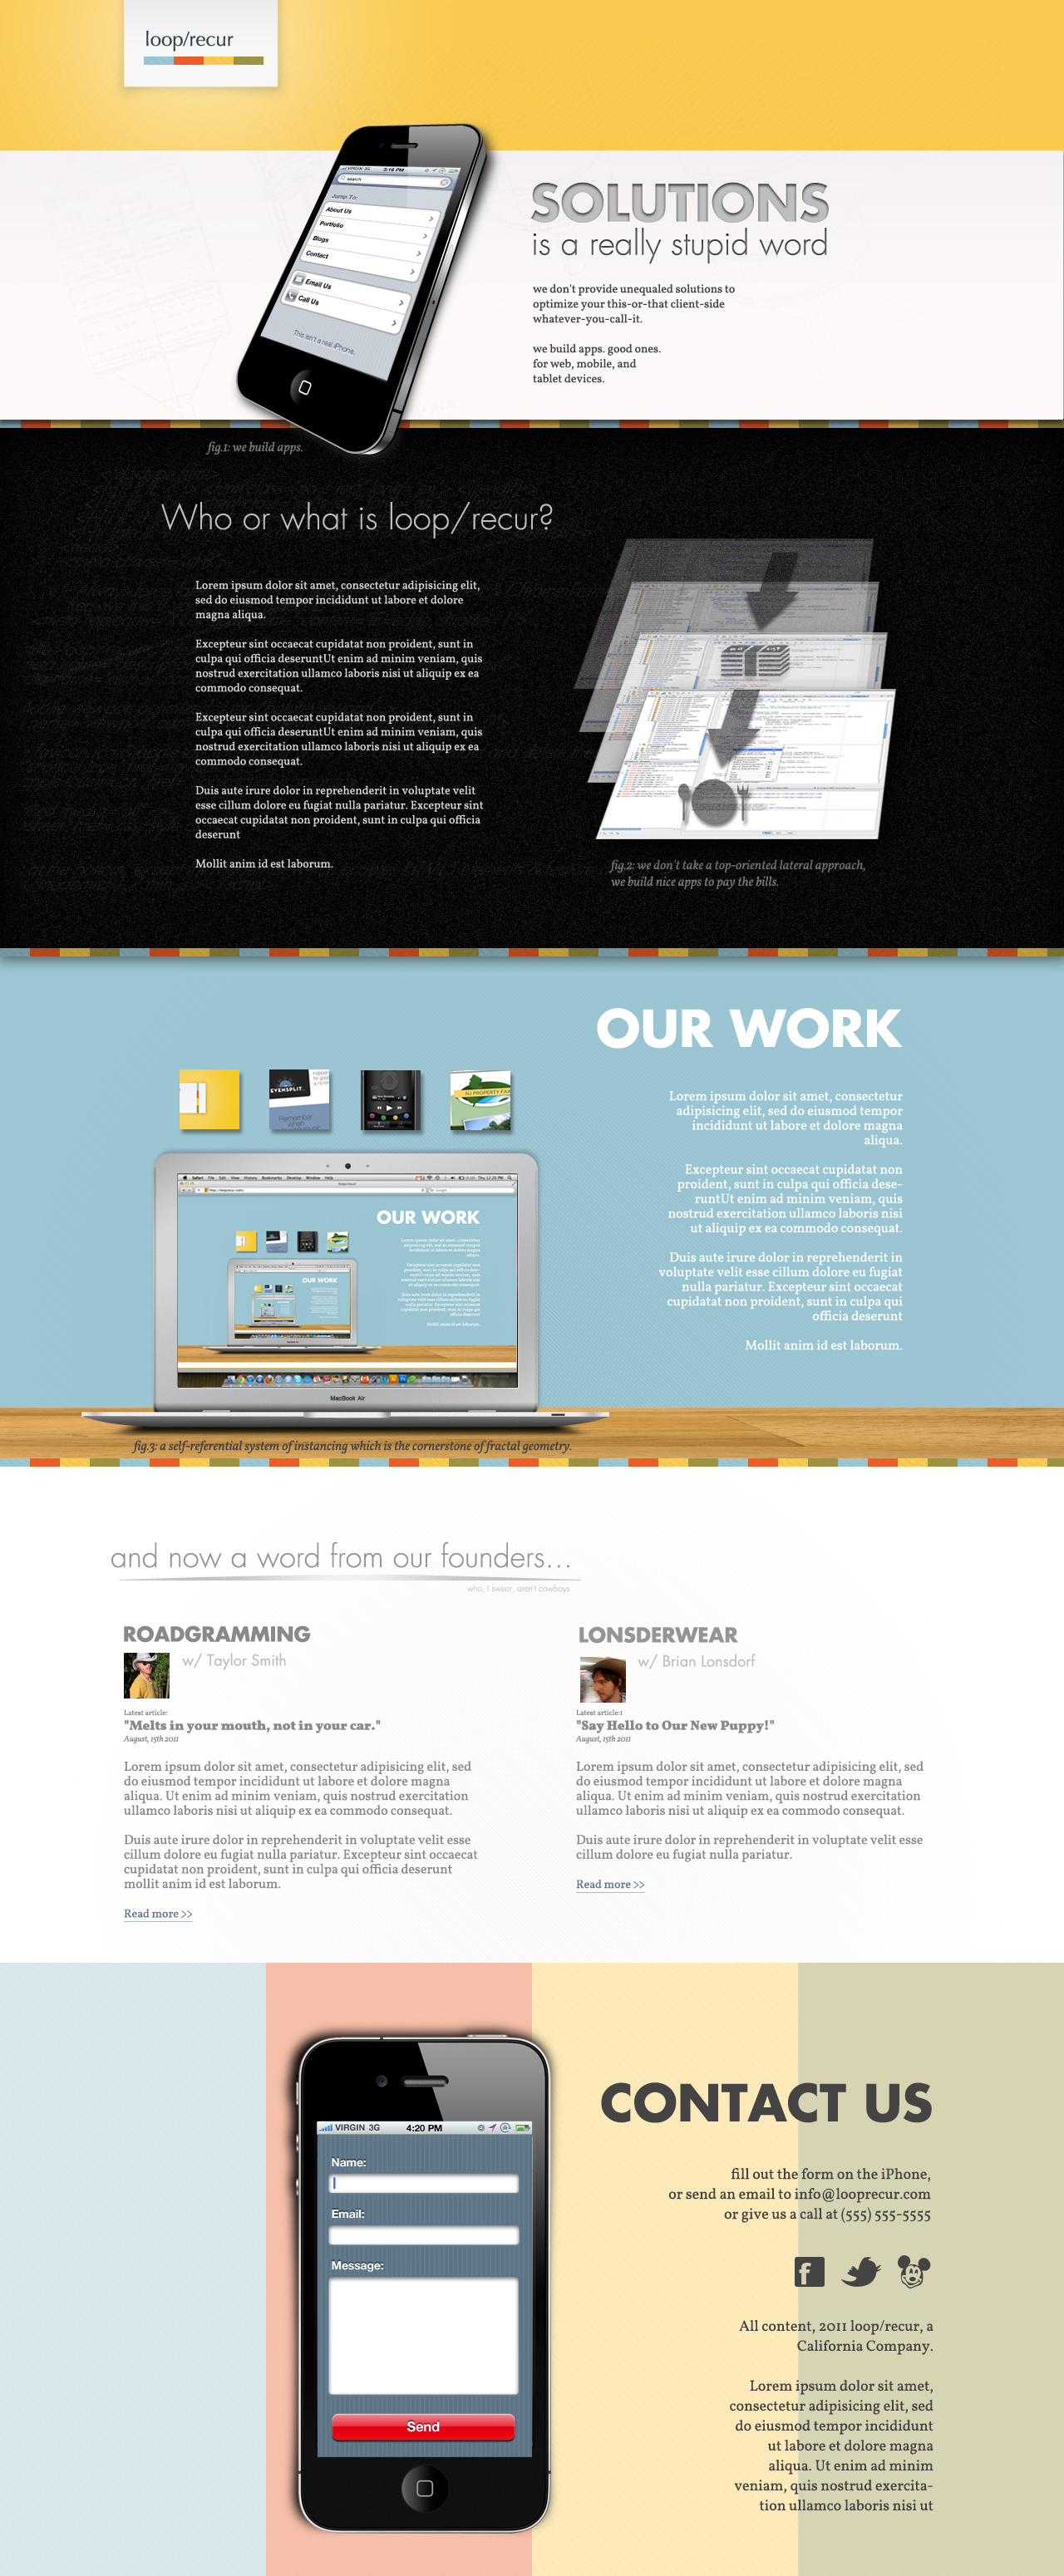 loop/recur
VIRGIN 3G 3:16 PM
search
Jump To:
About Us
Portfolio
Blogs
Contact
Email Us
Call Us
This isn't a real iPhone.
SOLUTIONS
is a really stupid word
we don't provide unequaled solutions to
optimize your this-or-that client-side
whatever-you-call-it.
we build apps. good ones.
for web, mobile, and
tablet devices.
fig.1: we build apps.
Who or what is loop/recur?
Lorem ipsum dolor sit amet, consectetur adipisicing elit,
sed do eiusmod tempor incididunt ut labore et dolore
magna aliqua.
Excepteur sint occaecat cupidatat non proident, sunt in
culpa qui officia deseruntUt enim ad minim veniam, quis
nostrud exercitation ullamco laboris nisi ut aliquip ex ea
commodo consequat.
Excepteur sint occaecat cupidatat non proident, sunt in
culpa qui officia deseruntUt enim ad minim veniam, quis
nostrud exercitation ullamco laboris nisi ut aliquip ex ea
commodo consequat.
Duis aute irure dolor in reprehenderit in voluptate velit
esse cillum dolore eu fugiat nulla pariatur. Excepteur sint
occaecat cupidatat non proident, sunt in culpa qui officia
deserunt
Mollit anim id est laborum.
fig.2: we don't take a top-oriented lateral approach,
we build nice apps to pay the bills.
OUR WORK
Lorem ipsum dolor sit amet, consectetur
adipisicing elit, sed do eiusmod tempor
incididunt ut labore et dolore magna
aliqua.
Excepteur sint occaecat cupidatat non
proident, sunt in culpa qui officia dese-
runtUt enim ad minim veniam, quis
nostrud exercitation ullamco laboris nisi
ut aliquip ex ea commodo consequat.
Duis aute irure dolor in reprehenderit in
voluptate velit esse cillum dolore eu fugiat
nulla pariatur. Excepteur sint occaecat
cupidatat non proident, sunt in culpa qui
officia deserunt
Mollit anim id est laborum.
EVENSPLIT
Remember
when
NJ PROPERTY FAX
OUR WORK
OUR WORK
MacBook Air
fig.3: a self-referential system of instancing which is the cornerstone of fractal geometry.
and now a word from our founders...
who, I swear, aren't cowboys
ROADGRAMMING
w/ Taylor Smith
Latest article:
"Melts in your mouth, not in your car."
August, 15th 2011
Lorem ipsum dolor sit amet, consectetur adipisicing elit, sed
do eiusmod tempor incididunt ut labore et dolore magna
aliqua. Ut enim ad minim veniam, quis nostrud exercitation
ullamco laboris nisi ut aliquip ex ea commodo consequat.
Duis aute irure dolor in reprehenderit in voluptate velit esse
cillum dolore eu fugiat nulla pariatur. Excepteur sint occaecat
cupidatat non proident, sunt in culpa qui officia deserunt
mollit anim id est laborum.
Read more >>
LONSDERWEAR
w/ Brian Lonsdorf
Latest article:1
"Say Hello to Our New Puppy!"
August, 15th 2011
Lorem ipsum dolor sit amet, consectetur adipisicing elit, sed
do eiusmod tempor incididunt ut labore et dolore magna
aliqua. Ut enim ad minim veniam, quis nostrud exercitation
ullamco laboris nisi ut aliquip ex ea commodo consequat.
Duis aute irure dolor in reprehenderit in voluptate velit esse
cillum dolore eu fugiat nulla pariatur.
Read more >>
VIRGIN 3G 4:20 PM
Name:
Email:
Message:
Send
CONTACT US
fill out the form on the iPhone,
or send an email to info@looprecur.com
or give us a call at (555) 555-5555
All content, 2011 loop/recur, a
California Company.
Lorem ipsum dolor sit amet,
consectetur adipisicing elit, sed
do eiusmod tempor incididunt
ut labore et dolore magna
aliqua. Ut enim ad minim
veniam, quis nostrud exercita-
tion ullamco laboris nisi ut